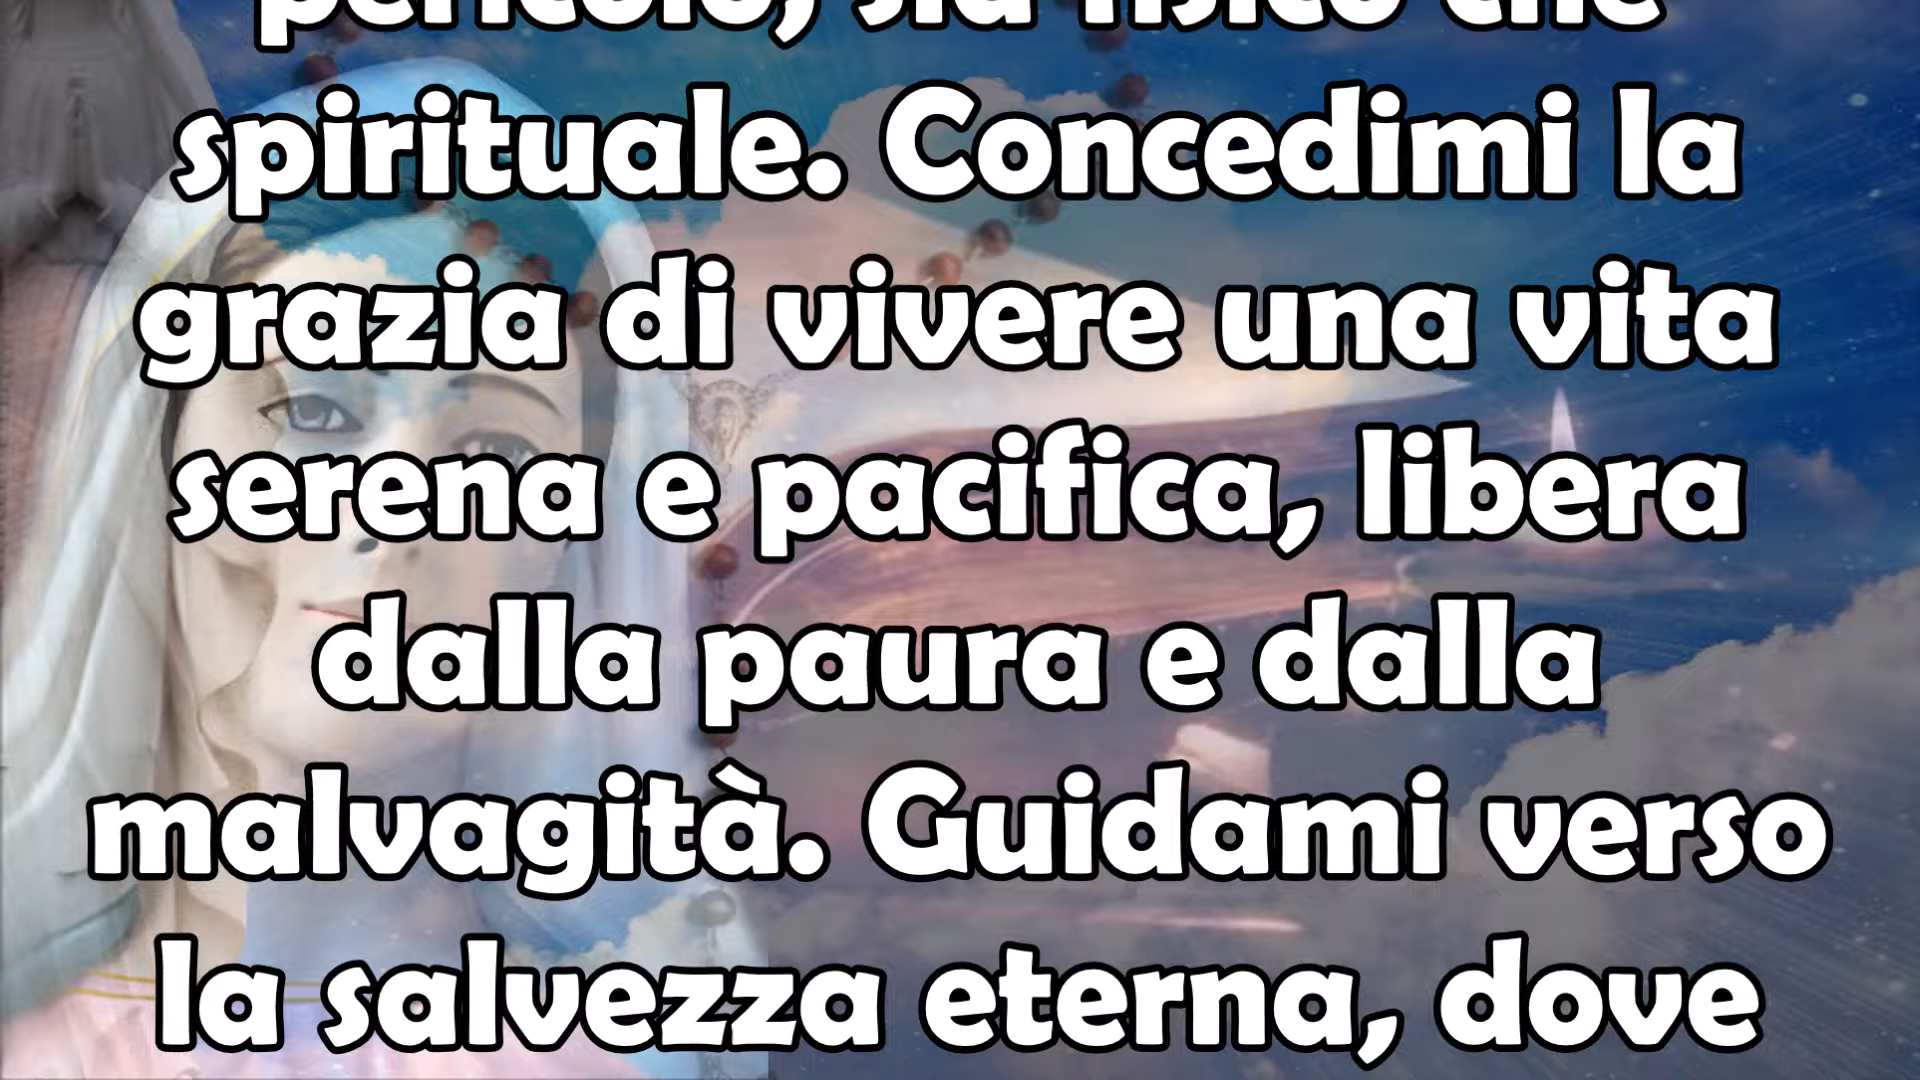 pericolo, sia fisico che
spirituale. Concedimi la
grazia di vivere una vita
serena e pacifica, libera
dalla paura e dalla
malvagità. Guidami verso
la salvezza eterna, dove